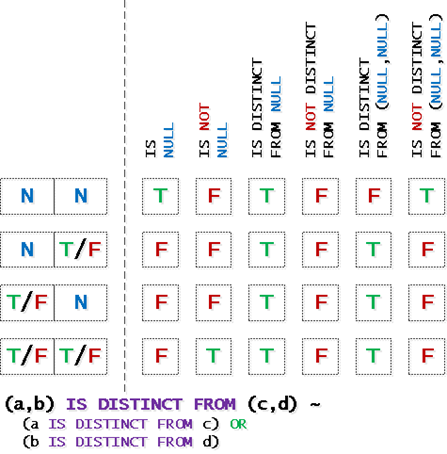 IS NULL
IS NOT NULL
IS DISTINCT FROM NULL
IS NOT DISTINCT FROM NULL
IS DISTINCT FROM (NULL,NULL)
IS NOT DISTINCT FROM (NULL,NULL)
N N T F T F F T
N T/F F F T F T F
T/F N F F T F T F
T/F T/F F T T F T F
(a,b) IS DISTINCT FROM (c,d) ~
(a IS DISTINCT FROM c) OR
(b IS DISTINCT FROM d)